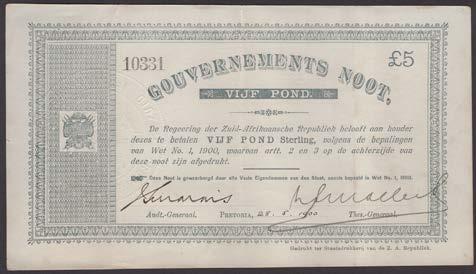 10331
£5
GOUVERNEMENTS NOOT,
VIJF POND.
De Regeering der Zuid-Afrikaansche Republiek belooft aan houder
dezes te betalen VIJF POND Sterling, volgens de bepalingen
van Wet No. 1, 1900, waarvan artt. 2 en 3 op de achterzijde van
deze noot zijn afgedrukt.
Deze Noot is gewaarborgd door alle Vaste Eigendommen van den Staat, zooals bepaald in Wet No. 1, 1900.
Audt.-Generaal. PRETORIA, 28. 5. 1900 Thes.-Generaal.
Gedrukt ter Staatsdrukkerij van de Z. A. Republiek.